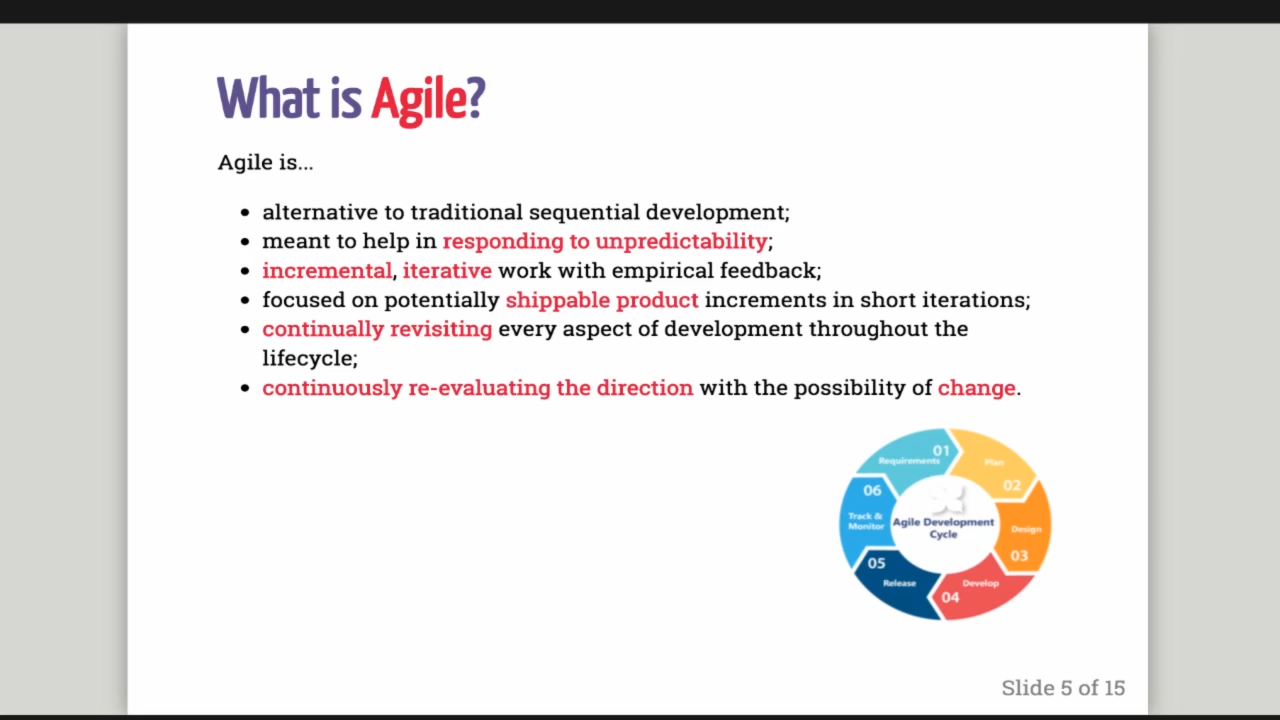 What is Agile?
Agile is...
• alternative to traditional sequential development;
• meant to help in responding to unpredictability;
• incremental, iterative work with empirical feedback;
• focused on potentially shippable product increments in short iterations;
• continually revisiting every aspect of development throughout the
lifecycle;
• continuously re-evaluating the direction with the possibility of change.
01
Requirements
Plan
02
Design
03
Develop
04
05
Release
06
Track &
Monitor
Agile Development
Cycle
Slide 5 of 15